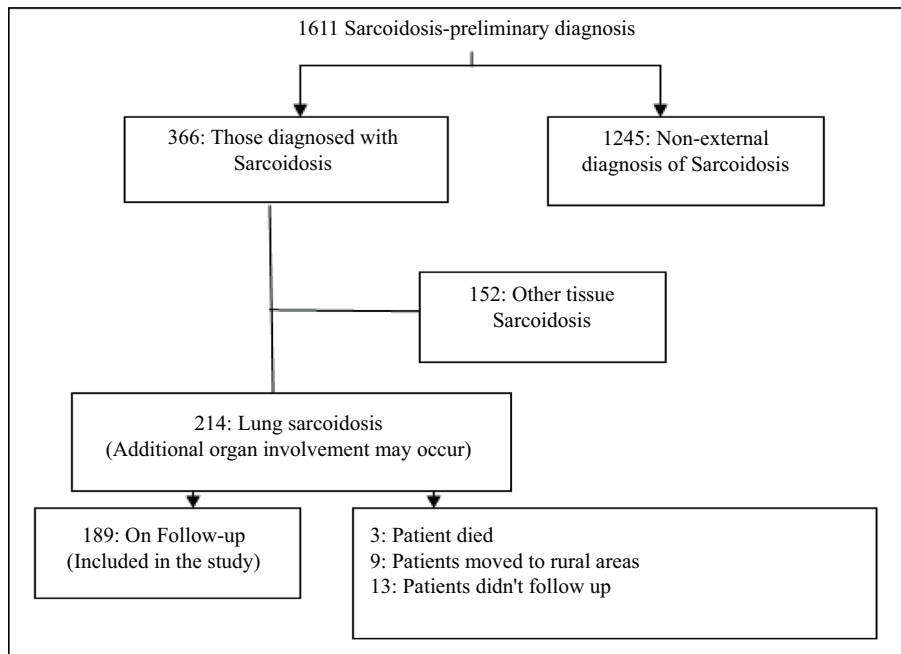 1611 Sarcoidosis-preliminary diagnosis
366: Those diagnosed with
Sarcoidosis
1245: Non-external
diagnosis of Sarcoidosis
152: Other tissue
Sarcoidosis
214: Lung sarcoidosis
(Additional organ involvement may occur)
189: On Follow-up
(Included in the study)
3: Patient died
9: Patients moved to rural areas
13: Patients didn't follow up